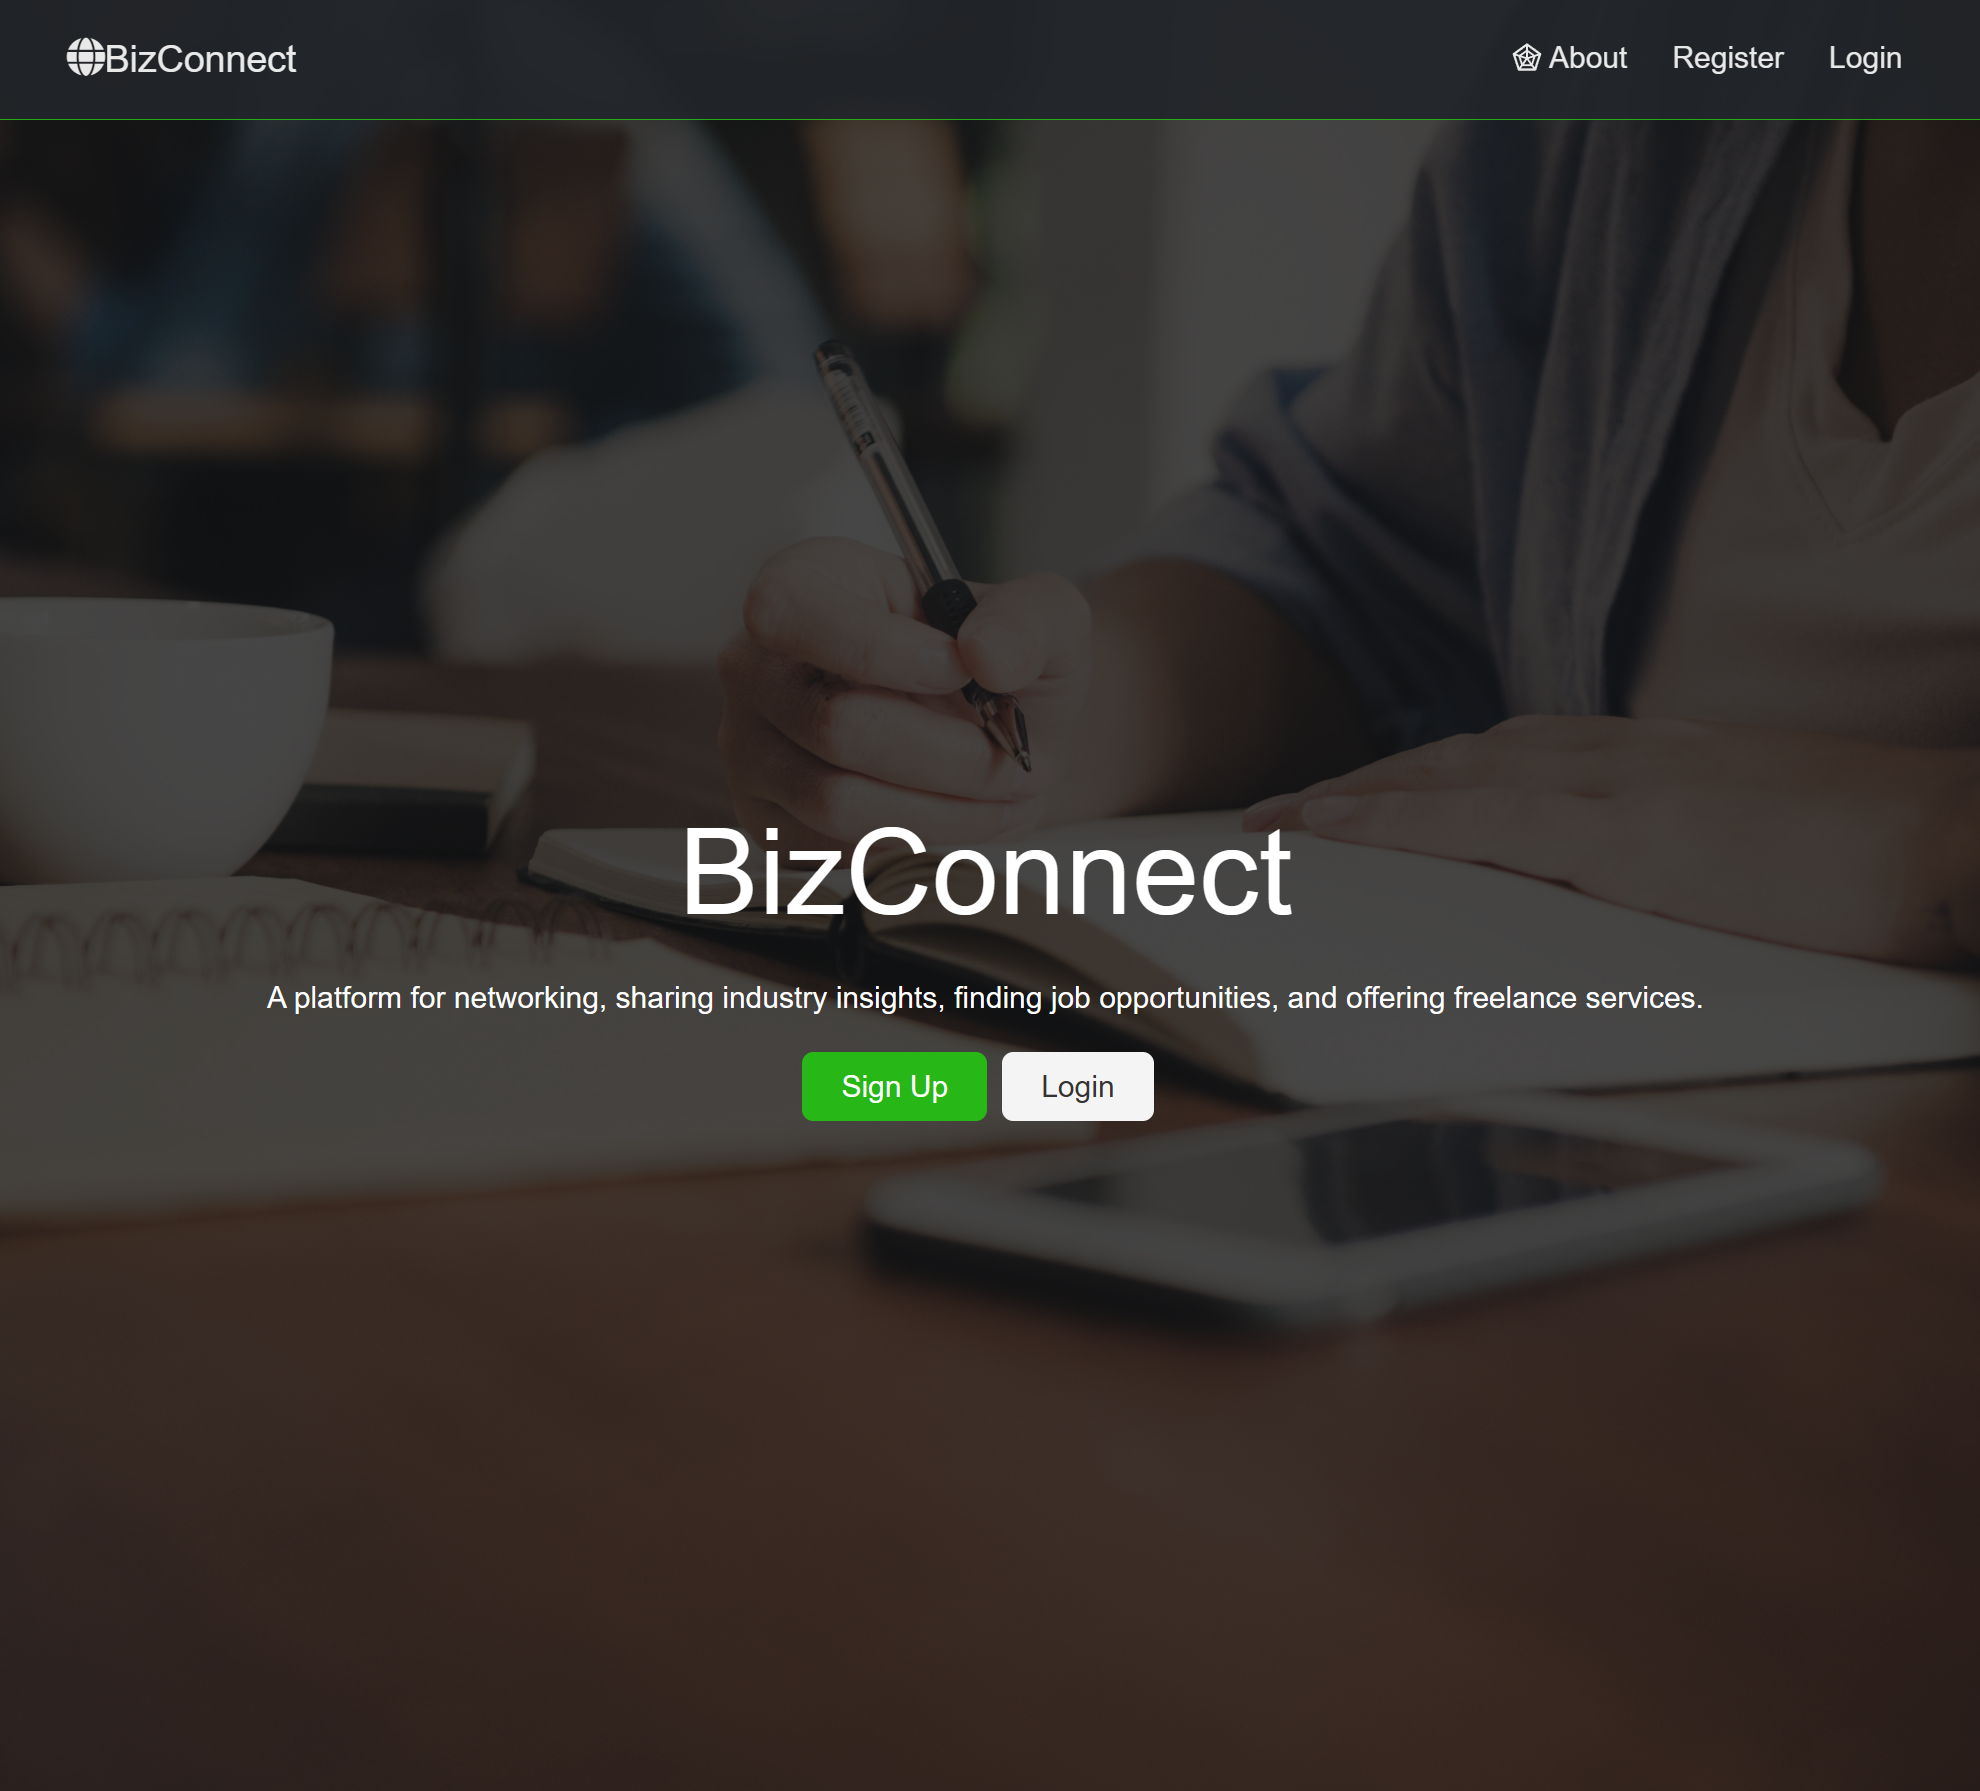 BizConnect
About Register Login
BizConnect
A platform for networking, sharing industry insights, finding job opportunities, and offering freelance services.
Sign Up Login